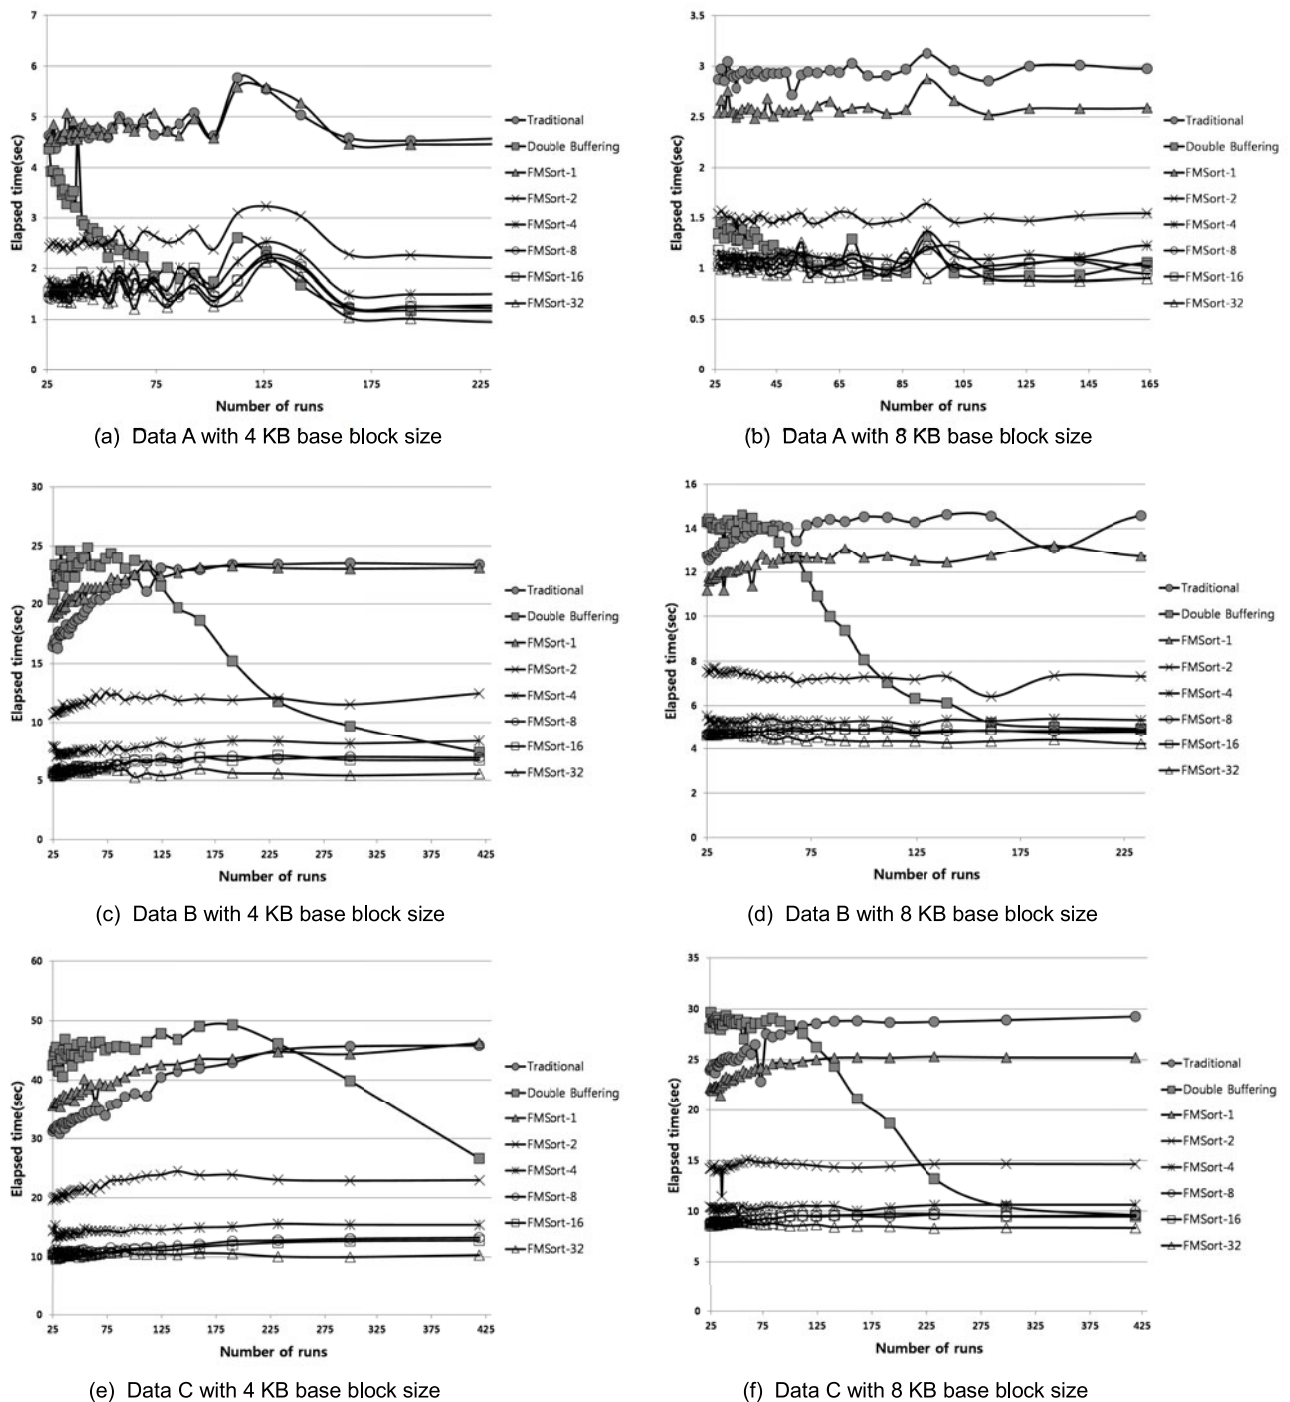 7
6
5
4
3
2
1
0
Elapsed time(sec)
25 75 125 175 225
Number of runs
Traditional
Double Buffering
FMSort-1
FMSort-2
FMSort-4
FMSort-8
FMSort-16
FMSort-32
(a) Data A with 4 KB base block size
3.5
3
2.5
2
1.5
1
0.5
0
Elapsed time(sec)
25 45 65 85 105 125 145 165
Number of runs
Traditional
Double Buffering
FMSort-1
FMSort-2
FMSort-4
FMSort-8
FMSort-16
FMSort-32
(b) Data A with 8 KB base block size
30
25
20
15
10
5
0
Elapsed time(sec)
25 75 125 175 225 275 325 375 425
Number of runs
Traditional
Double Buffering
FMSort-1
FMSort-2
FMSort-4
FMSort-8
FMSort-16
FMSort-32
(c) Data B with 4 KB base block size
16
14
12
10
8
6
4
2
0
Elapsed time(sec)
25 75 125 175 225
Number of runs
Traditional
Double Buffering
FMSort-1
FMSort-2
FMSort-4
FMSort-8
FMSort-16
FMSort-32
(d) Data B with 8 KB base block size
60
50
40
30
20
10
0
Elapsed time(sec)
25 75 125 175 225 275 325 375 425
Number of runs
Traditional
Double Buffering
FMSort-1
FMSort-2
FMSort-4
FMSort-8
FMSort-16
FMSort-32
(e) Data C with 4 KB base block size
35
30
25
20
15
10
5
0
Elapsed time(sec)
25 75 125 175 225 275 325 375 425
Number of runs
Traditional
Double Buffering
FMSort-1
FMSort-2
FMSort-4
FMSort-8
FMSort-16
FMSort-32
(f) Data C with 8 KB base block size